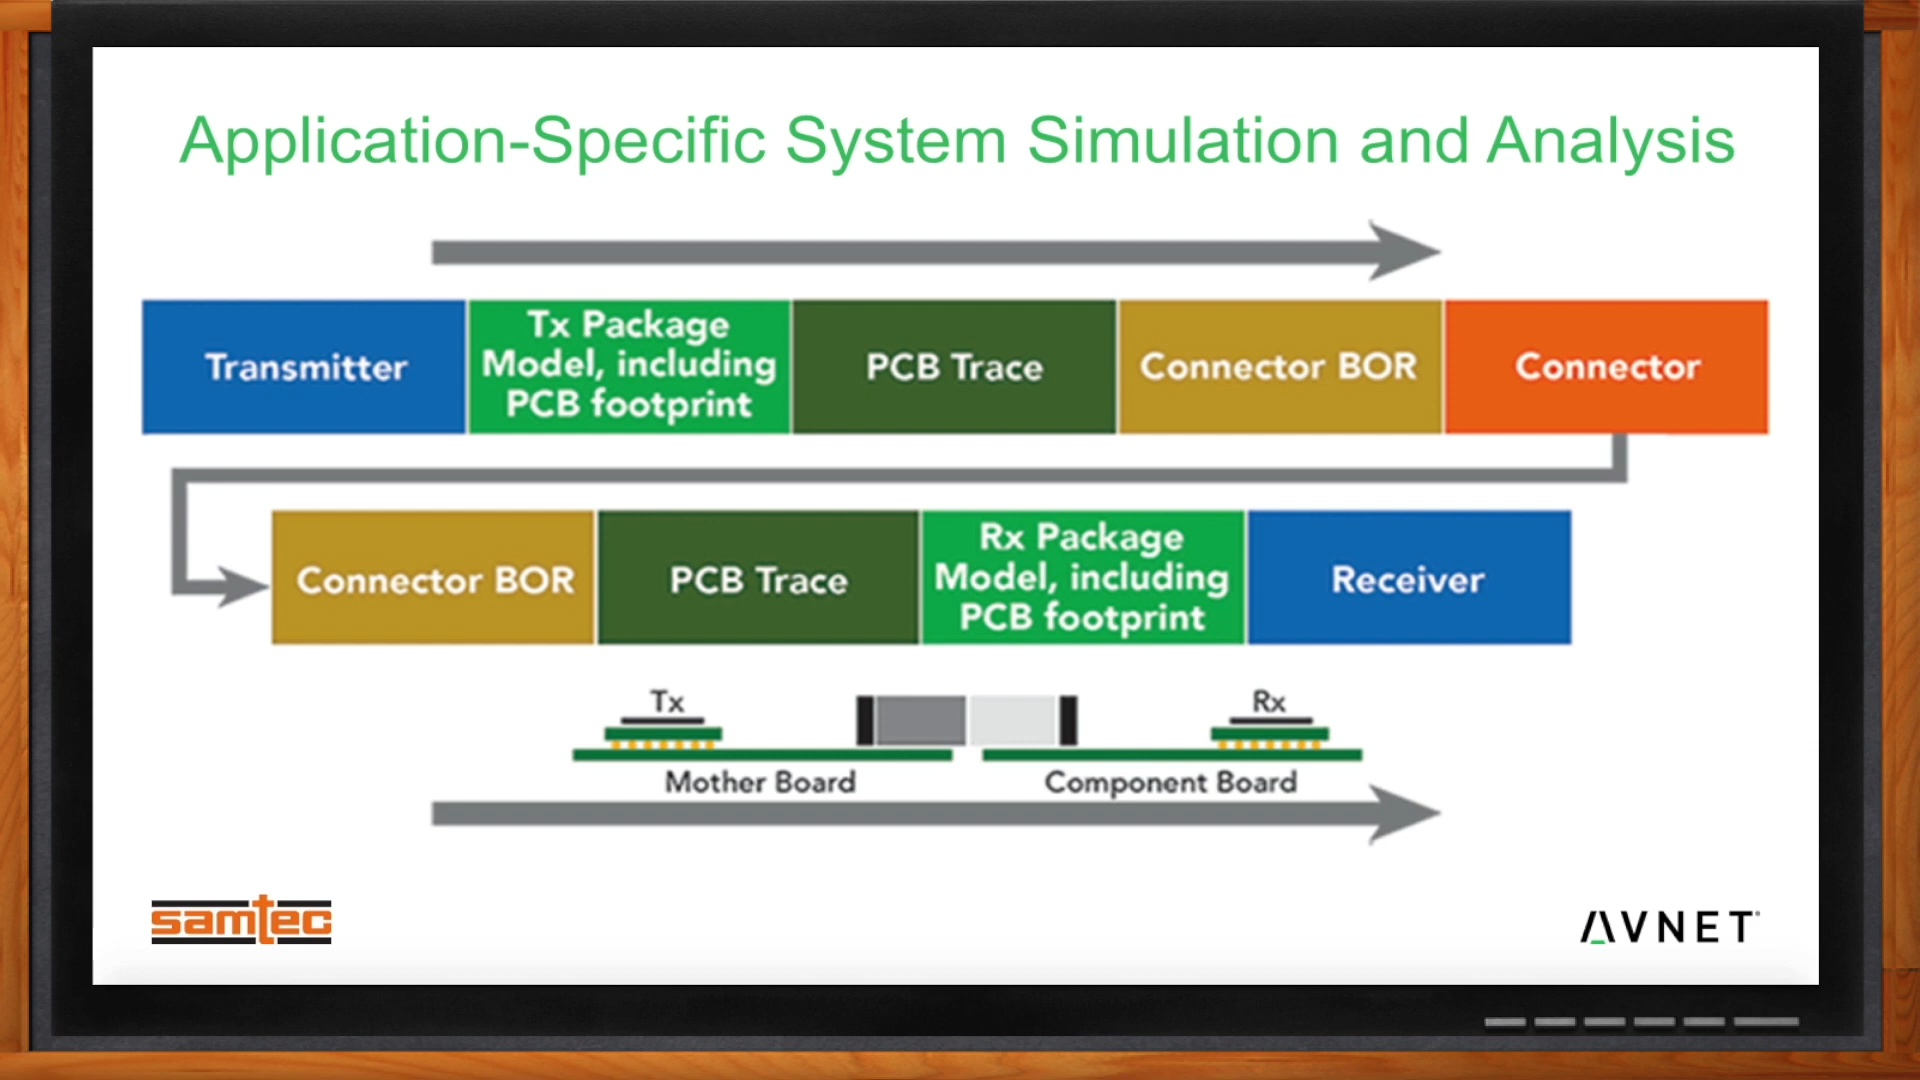 Application-Specific System Simulation and Analysis
Transmitter
Tx Package
Model, including
PCB footprint
PCB Trace
Connector BOR
Connector
Connector BOR
PCB Trace
Rx Package
Model, including
PCB footprint
Receiver
Tx
Rx
Mother Board
Component Board
samtec
AVNET